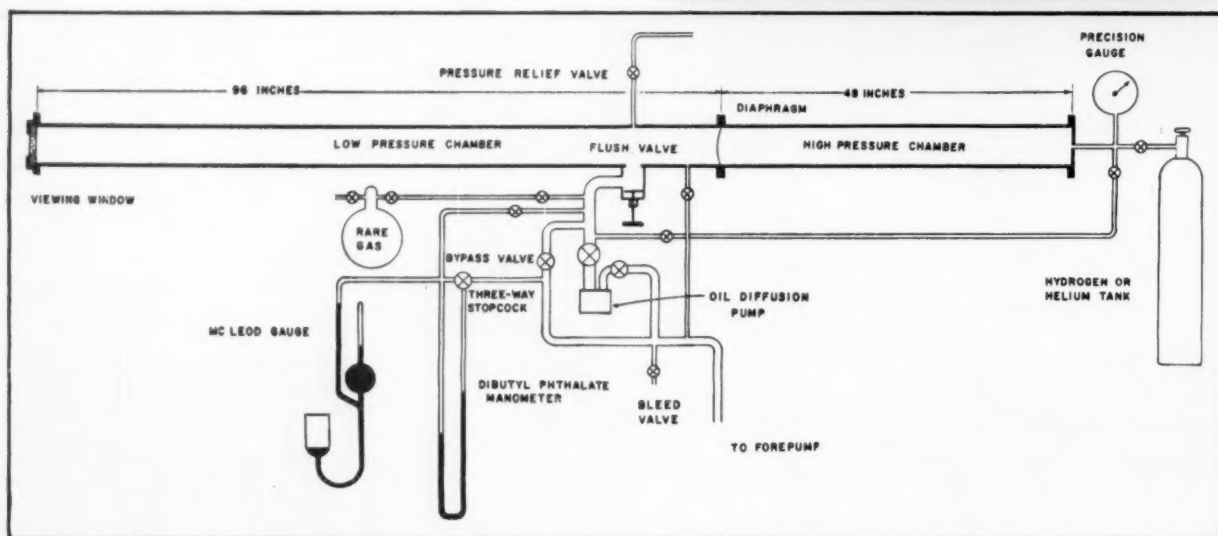 PRECISION
GAUGE
PRESSURE RELIEF VALVE
96 INCHES
48 INCHES
DIAPHRAGM
LOW PRESSURE CHAMBER
FLUSH VALVE
HIGH PRESSURE CHAMBER
VIEWING WINDOW
RARE
GAS
BYPASS VALVE
THREE-WAY
STOPCOCK
OIL DIFFUSION
PUMP
HYDROGEN OR
HELIUM TANK
MC LEOD GAUGE
DIBUTYL PHTHALATE
MANOMETER
BLEED
VALVE
TO FOREPUMP